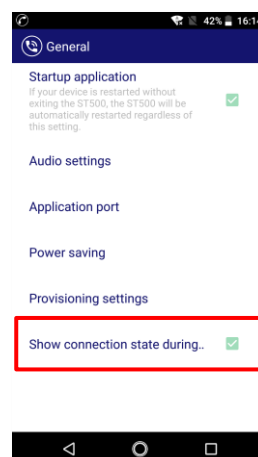 42% 16:14
General
Startup application
If your device is restarted without
exiting the ST500, the ST500 will be
automatically restarted regardless of
this setting.
Audio settings
Application port
Power saving
Provisioning settings
Show connection state during..